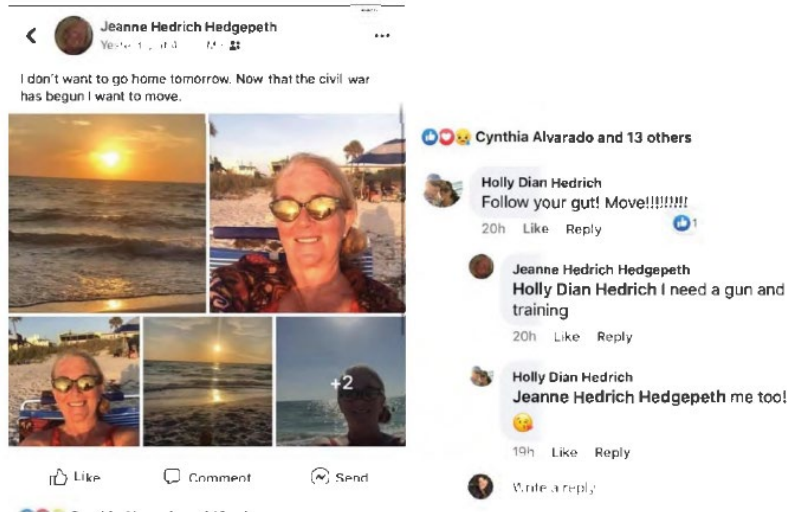 Jeanne Hedrich Hedgepeth
I don't want to go home tomorrow. Now that the civil war
has begun I want to move.
+2
Like Comment Send
Cynthia Alvarado and 13 others
Holly Dian Hedrich
Follow your gut! Move!!!!!!!!!
20h Like Reply
1
Jeanne Hedrich Hedgepeth
Holly Dian Hedrich I need a gun and
training
20h Like Reply
Holly Dian Hedrich
Jeanne Hedrich Hedgepeth me too!
19h Like Reply
Write a reply